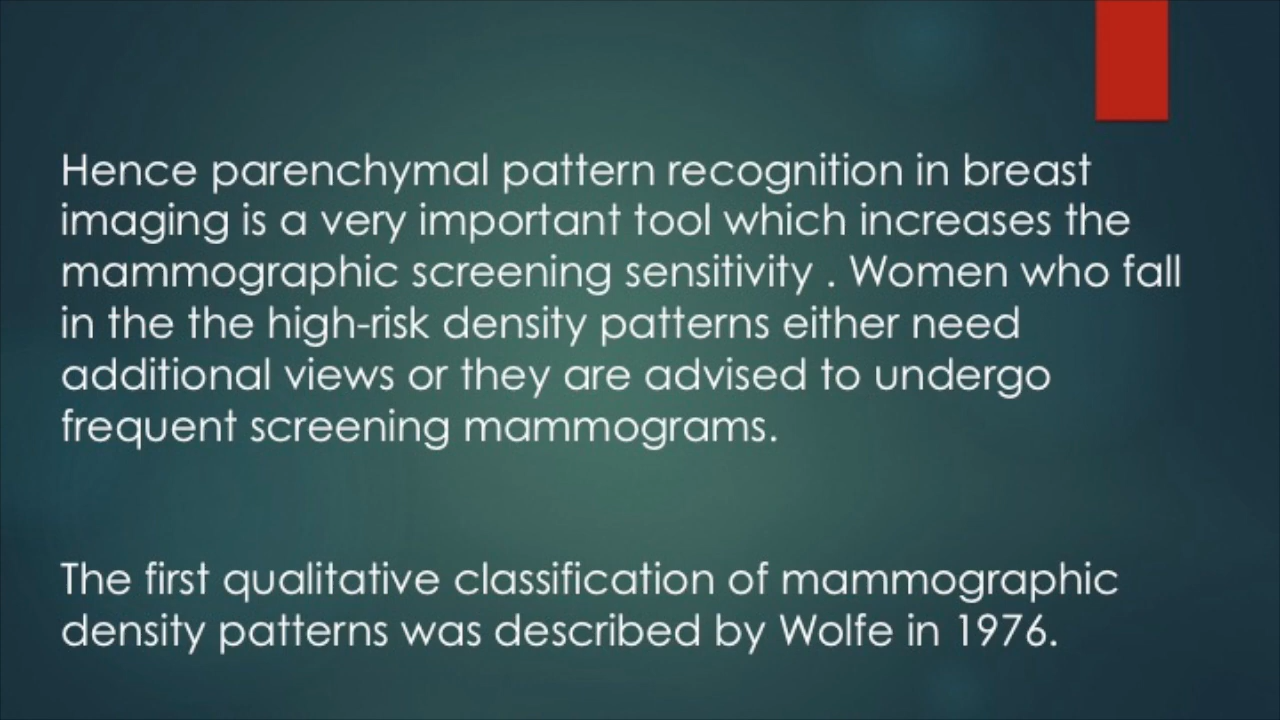 Hence parenchymal pattern recognition in breast
imaging is a very important tool which increases the
mammographic screening sensitivity . Women who fall
in the the high-risk density patterns either need
additional views or they are advised to undergo
frequent screening mammograms.
The first qualitative classification of mammographic
density patterns was described by Wolfe in 1976.